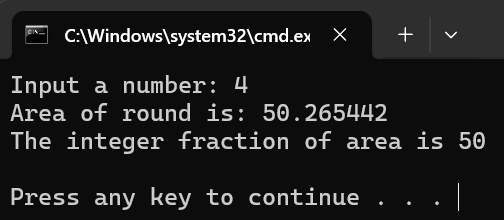 C:\Windows\system32\cmd.ex
Input a number: 4
Area of round is: 50.265442
The integer fraction of area is 50
Press any key to continue . . .